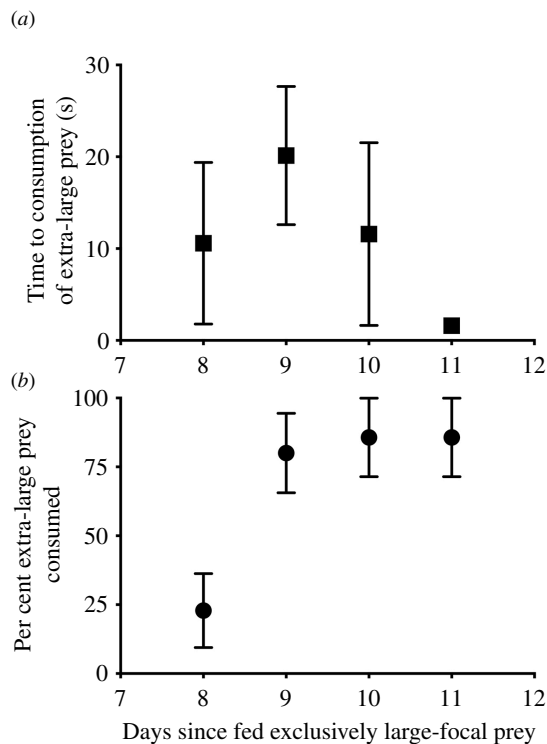 (a)
30
20
10
0
Time to consumption
of extra-large prey (s)
7 8 9 10 11 12
(b)
100
75
50
25
0
Per cent extra-large prey
consumed
7 8 9 10 11 12
Days since fed exclusively large-focal prey